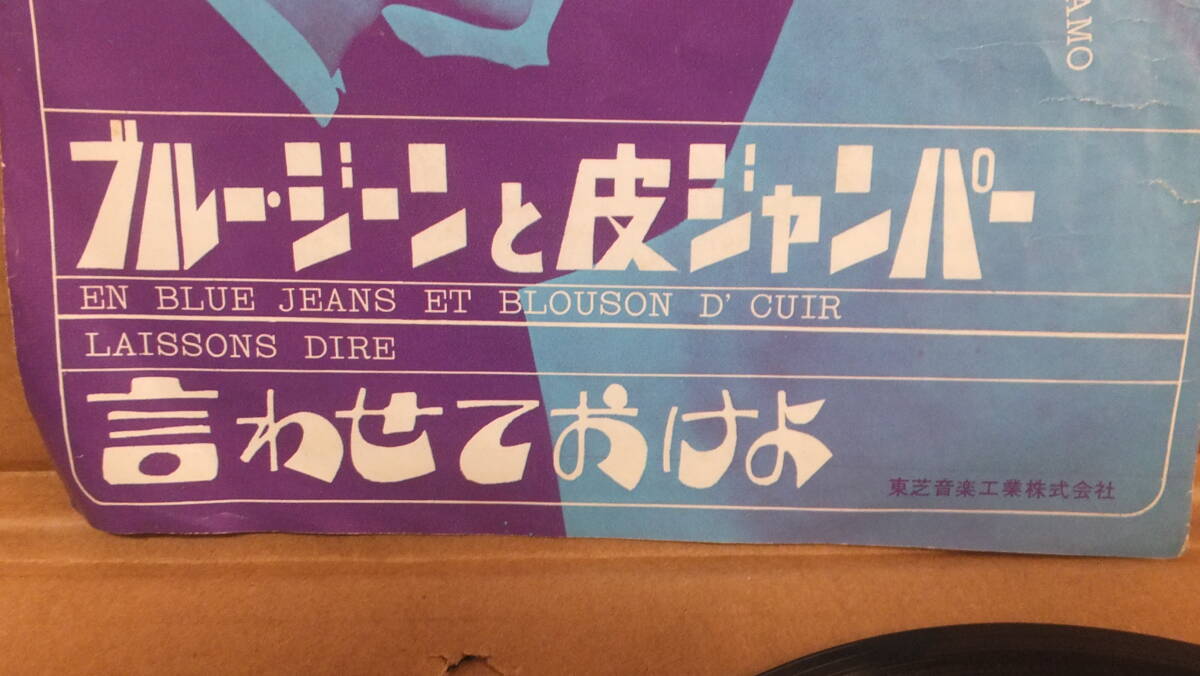 AMO
ブルー・ジーンと皮ジャンパー
EN BLUE JEANS ET BLOUSON D' CUIR
LAISSONS DIRE
言わせておけよ
東芝音楽工業株式会社